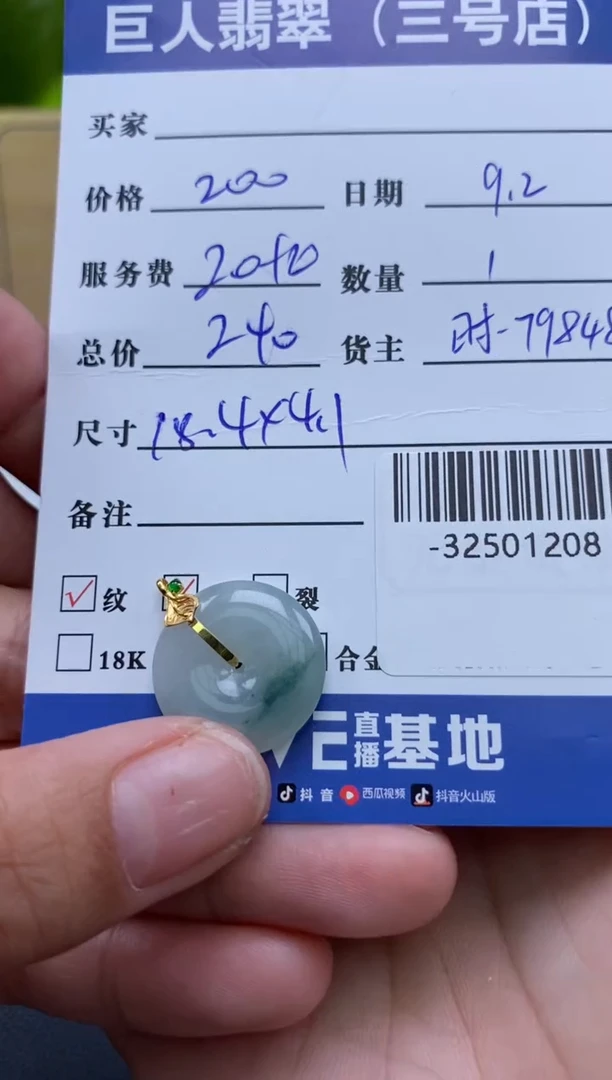 巨人翡翠（三号店）
买家
价格 200 日期 9.2
服务费 20+20 数量 1
总价 240 货主 时-79848
尺寸 18.4×4.1
备注
-32501208
纹 裂
18K 合金
直播基地
抖音 西瓜视频 抖音火山版